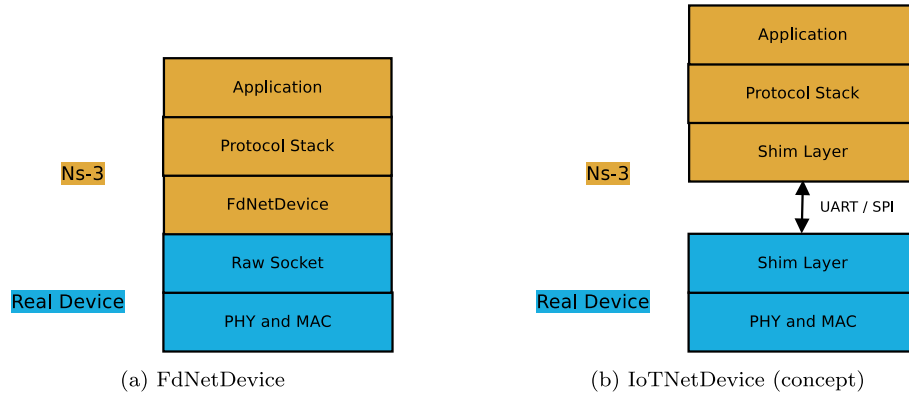 Application
Protocol Stack
Ns-3
FdNetDevice
Raw Socket
Real Device
PHY and MAC
(a) FdNetDevice
Application
Protocol Stack
Shim Layer
Ns-3
UART / SPI
Shim Layer
Real Device
PHY and MAC
(b) IoTNetDevice (concept)